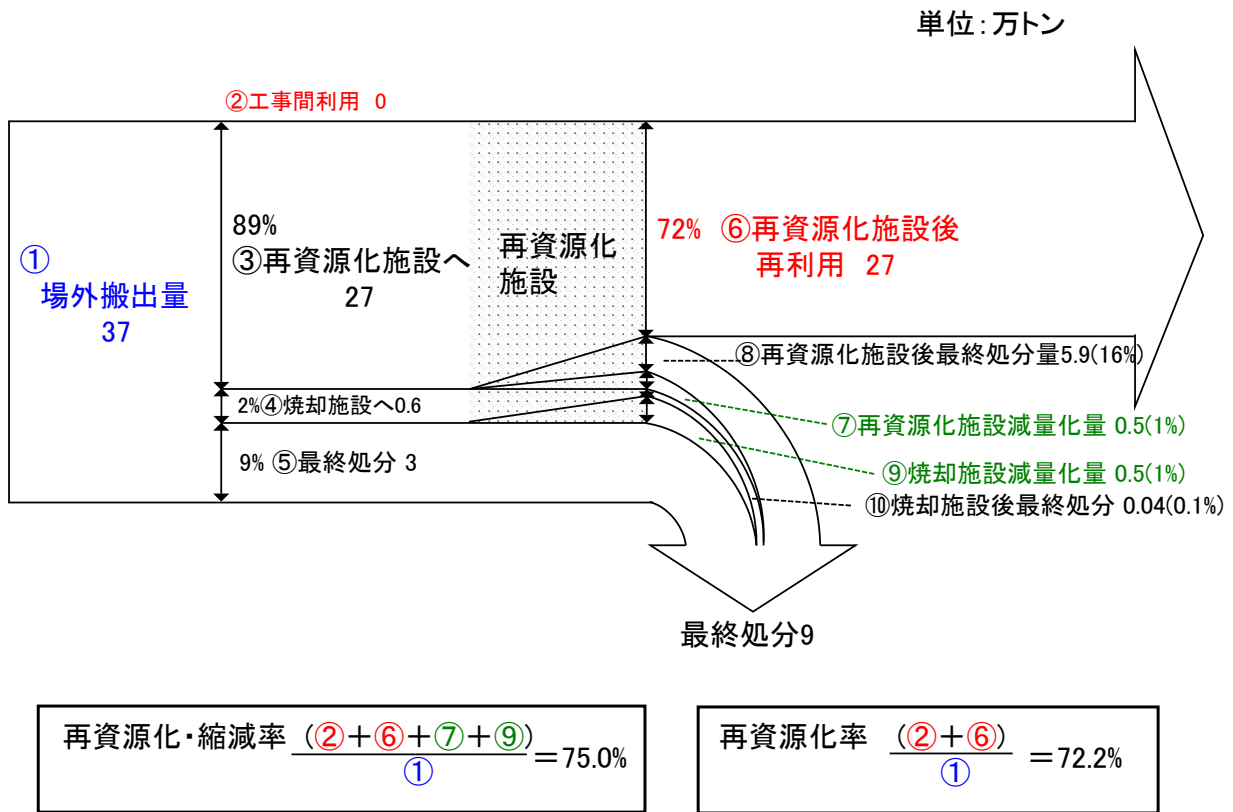 単位：万トン
②工事間利用 0
①
場外搬出量
37
89%
③再資源化施設へ
27
再資源化
施設
72% ⑥再資源化施設後
再利用 27
⑧再資源化施設後最終処分量5.9(16%)
2%④焼却施設へ0.6
⑦再資源化施設減量化量 0.5(1%)
9% ⑤最終処分 3
⑨焼却施設減量化量 0.5(1%)
⑩焼却施設後最終処分 0.04(0.1%)
最終処分9
再資源化・縮減率 (②＋⑥＋⑦＋⑨)
①
＝75.0%
再資源化率 (②＋⑥)
①
＝72.2%